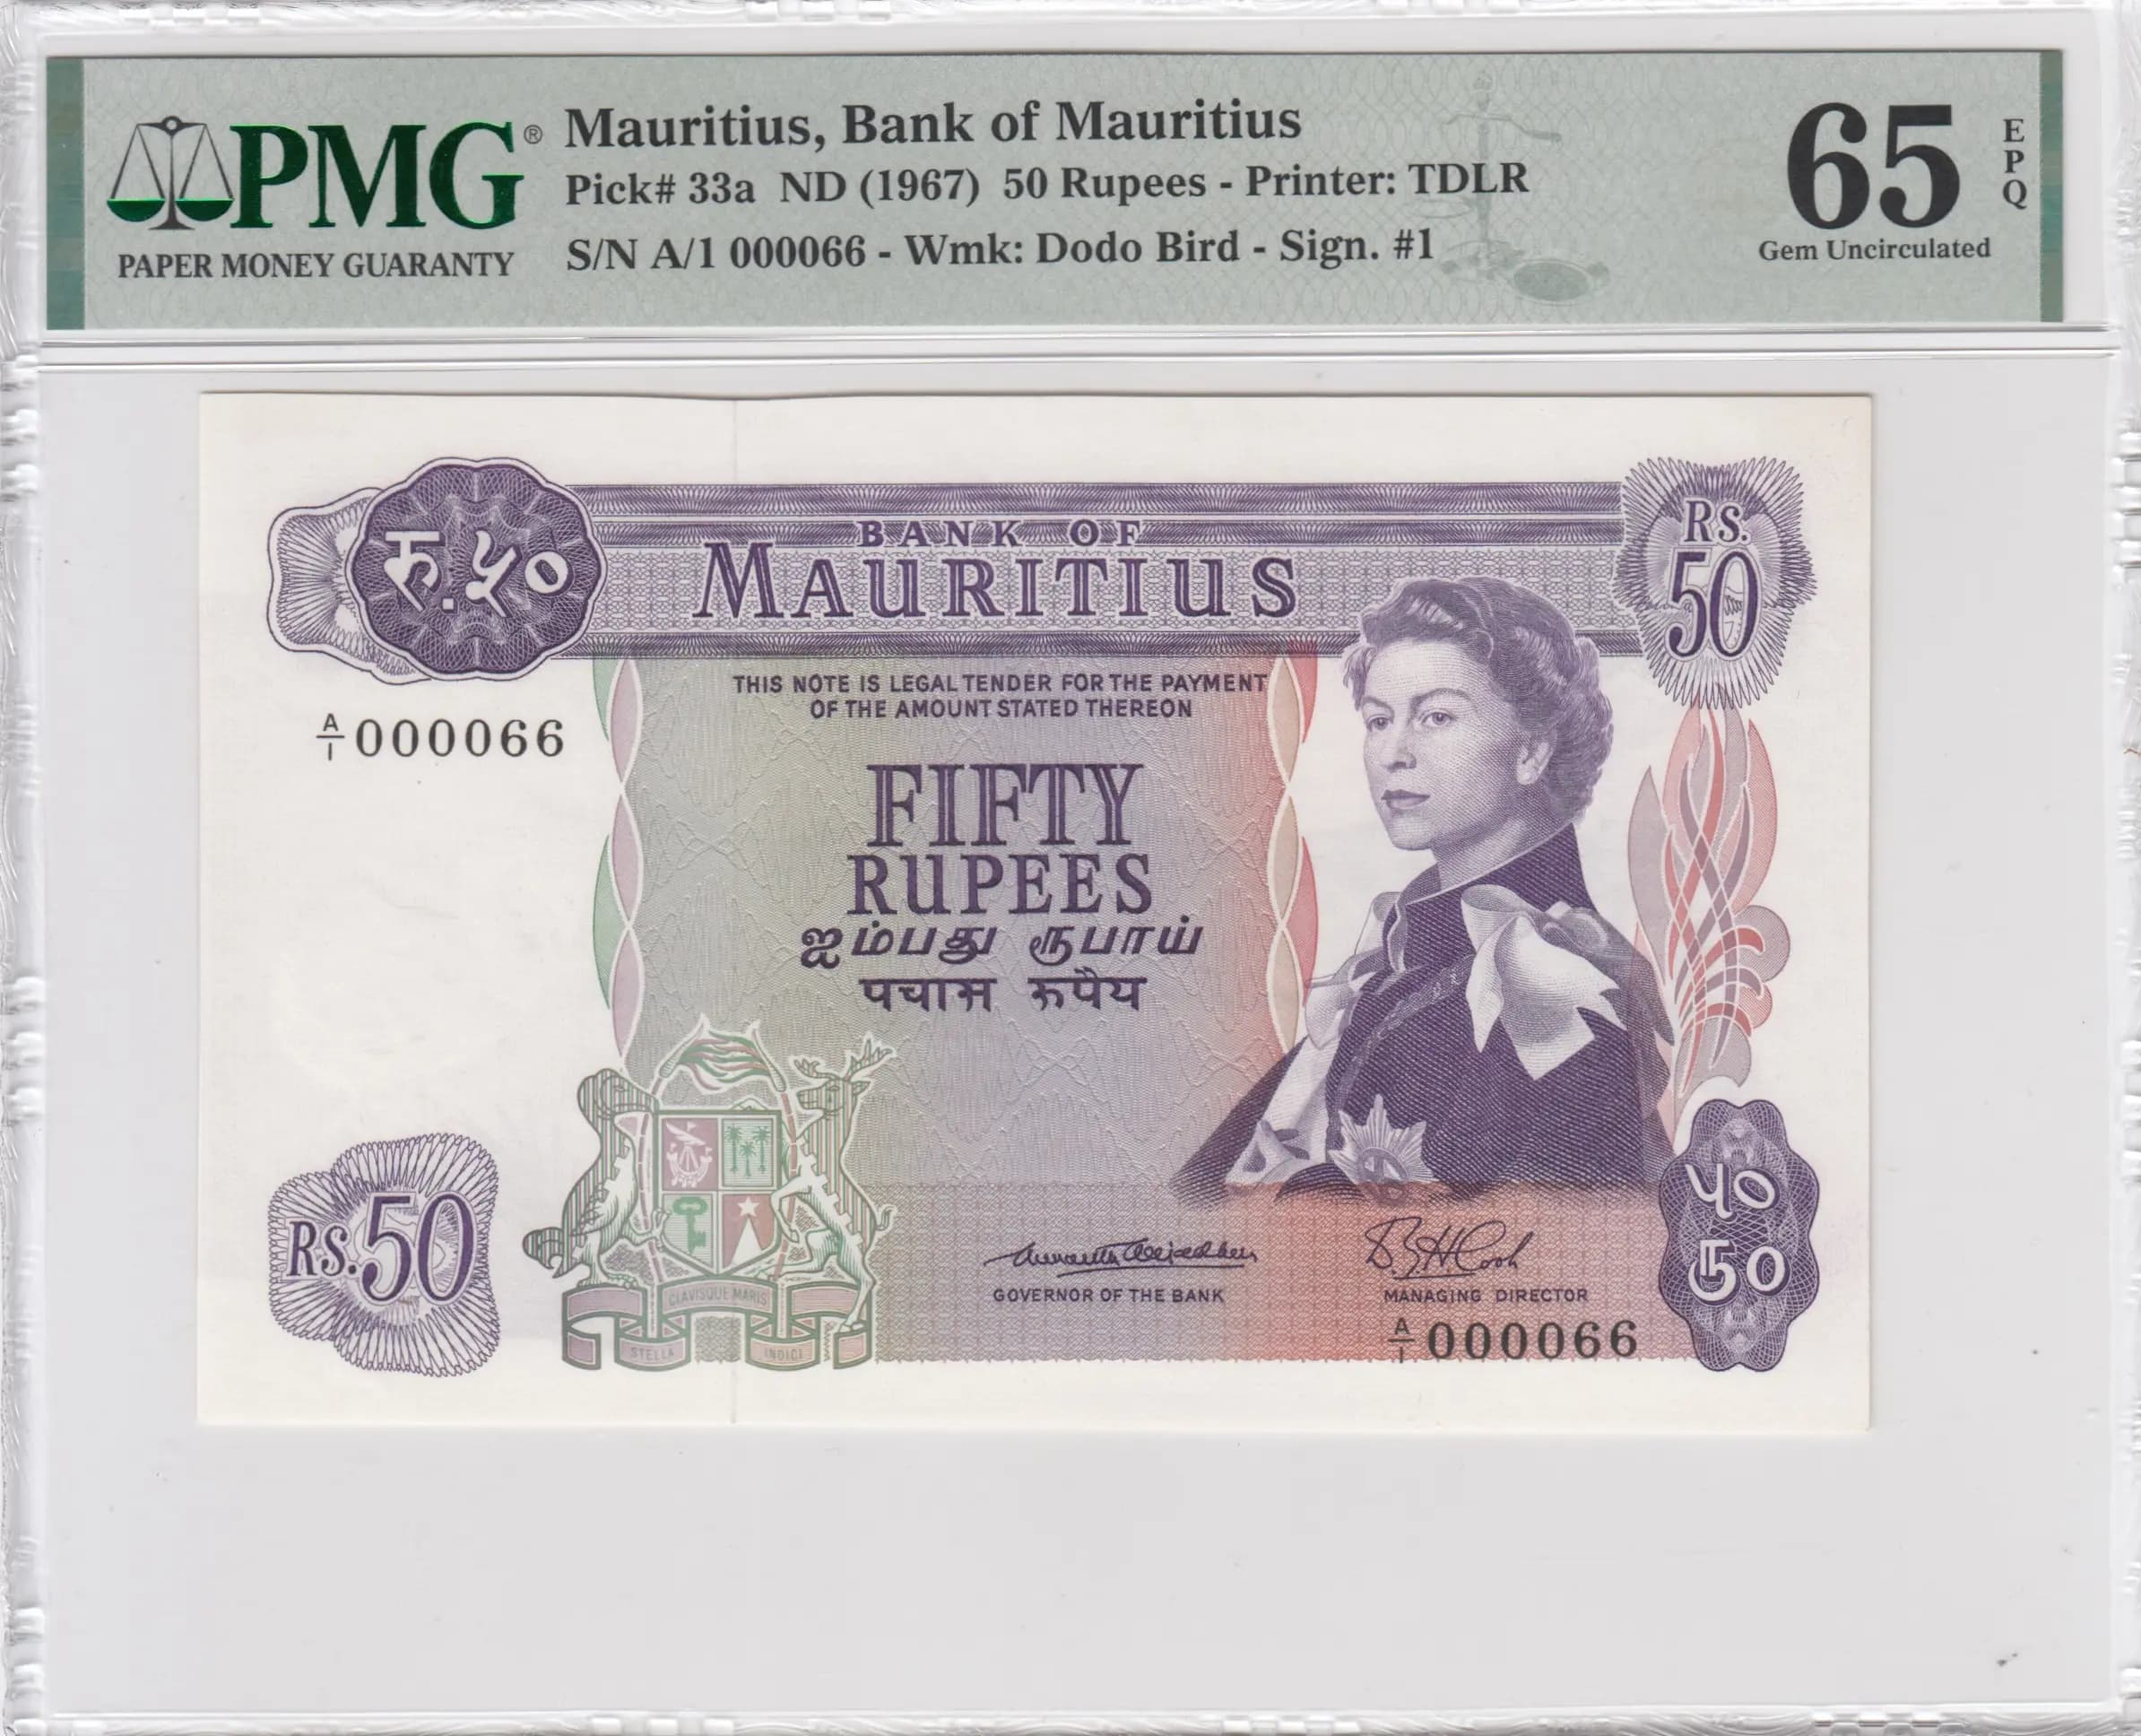 PMG®
PAPER MONEY GUARANTY
Mauritius, Bank of Mauritius
Pick# 33a ND (1967) 50 Rupees - Printer: TDLR
S/N A/1 000066 - Wmk: Dodo Bird - Sign. #1
65
EPQ
Gem Uncirculated
रु.५०
BANK OF
MAURITIUS
RS.
50
THIS NOTE IS LEGAL TENDER FOR THE PAYMENT
OF THE AMOUNT STATED THEREON
A/1 000066
FIFTY
RUPEES
ஐம்பது ரூபாய்
पचास रूपैय
RS.50
CLAVISQUE MARIS
STELLA INDICI
GOVERNOR OF THE BANK
MANAGING DIRECTOR
A/1 000066
५०
50